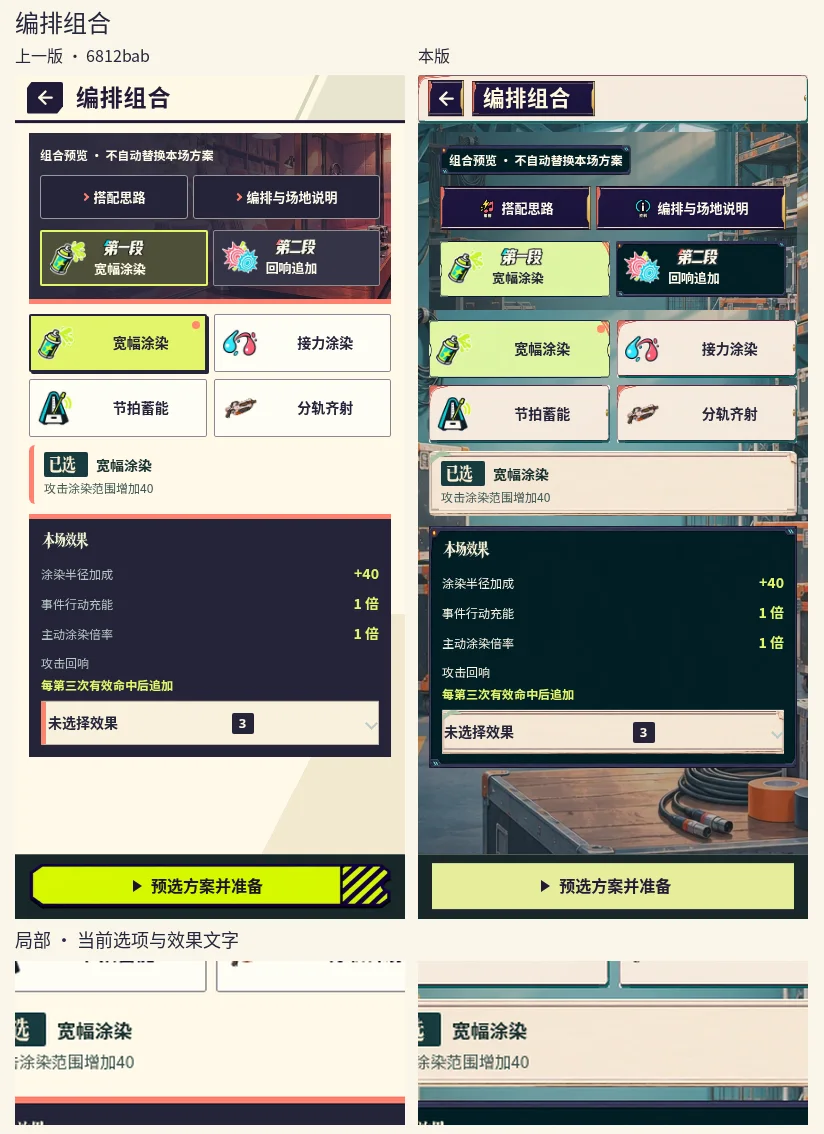 编排组合
上一版 · 6812bab
本版
编排组合
组合预览 · 不自动替换本场方案
搭配思路
编排与场地说明
第一段
宽幅涂染
第二段
回响追加
宽幅涂染
接力涂染
节拍蓄能
分轨齐射
已选 宽幅涂染
攻击涂染范围增加40
本场效果
涂染半径加成 +40
事件行动充能 1 倍
主动涂染倍率 1 倍
攻击回响
每第三次有效命中后追加
未选择效果 3
预选方案并准备
编排组合
组合预览 · 不自动替换本场方案
搭配思路
编排与场地说明
第一段
宽幅涂染
第二段
回响追加
宽幅涂染
接力涂染
节拍蓄能
分轨齐射
已选 宽幅涂染
攻击涂染范围增加40
本场效果
涂染半径加成 +40
事件行动充能 1 倍
主动涂染倍率 1 倍
攻击回响
每第三次有效命中后追加
未选择效果 3
预选方案并准备
局部 · 当前选项与效果文字
选 宽幅涂染
涂染范围增加40
选 宽幅涂染
涂染范围增加40